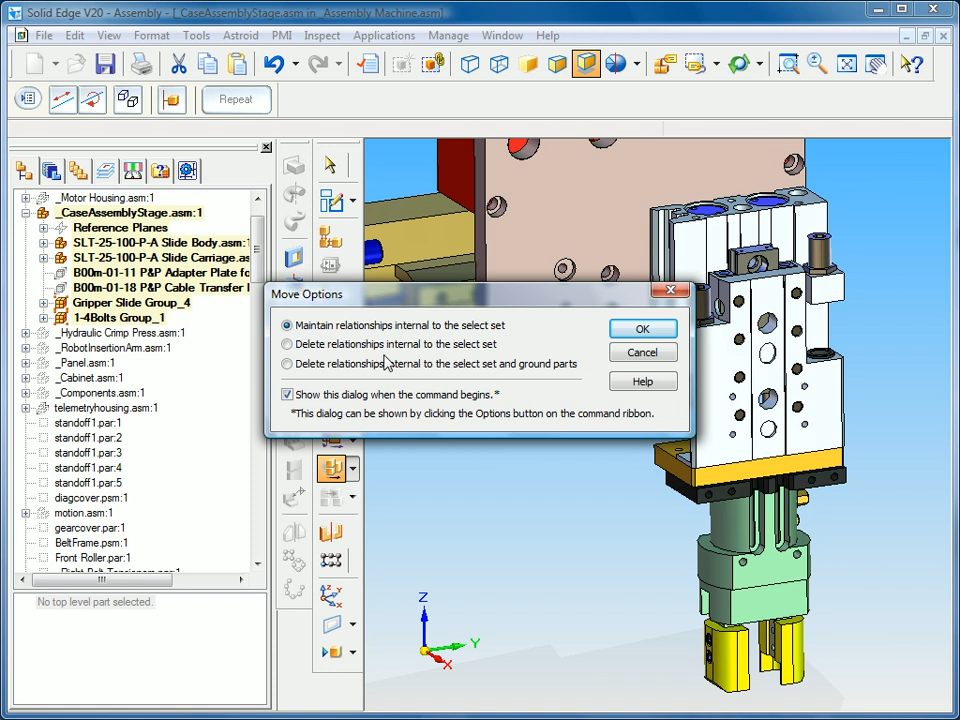 Solid Edge V20 - Assembly - [_CaseAssemblyStage.asm in _Assembly Machine.asm]
File Edit View Format Tools Astroid PMI Inspect Applications Manage Window Help
Repeat
_Motor Housing.asm:1
_CaseAssemblyStage.asm:1
Reference Planes
SLT-25-100-P-A Slide Body.asm:
SLT-25-100-P-A Slide Carriage.as
B00m-01-11 P&P Adapter Plate fo
B00m-01-18 P&P Cable Transfer
Gripper Slide Group_4
1-4Bolts Group_1
_Hydraulic Crimp Press.asm:1
_RobotInsertionArm.asm:1
_Panel.asm:1
_Cabinet.asm:1
_Components.asm:1
telemetryhousing.asm:1
standoff1.par:1
standoff1.par:2
standoff1.par:3
standoff1.par:4
standoff1.par:5
diagcover.psm:1
motion.asm:1
gearcover.par:1
BeltFrame.psm:1
Front Roller.par:1
No top level part selected.
Move Options
Maintain relationships internal to the select set
Delete relationships internal to the select set
Delete relationships internal to the select set and ground parts
Show this dialog when the command begins.*
*This dialog can be shown by clicking the Options button on the command ribbon.
OK
Cancel
Help
Z
Y
X